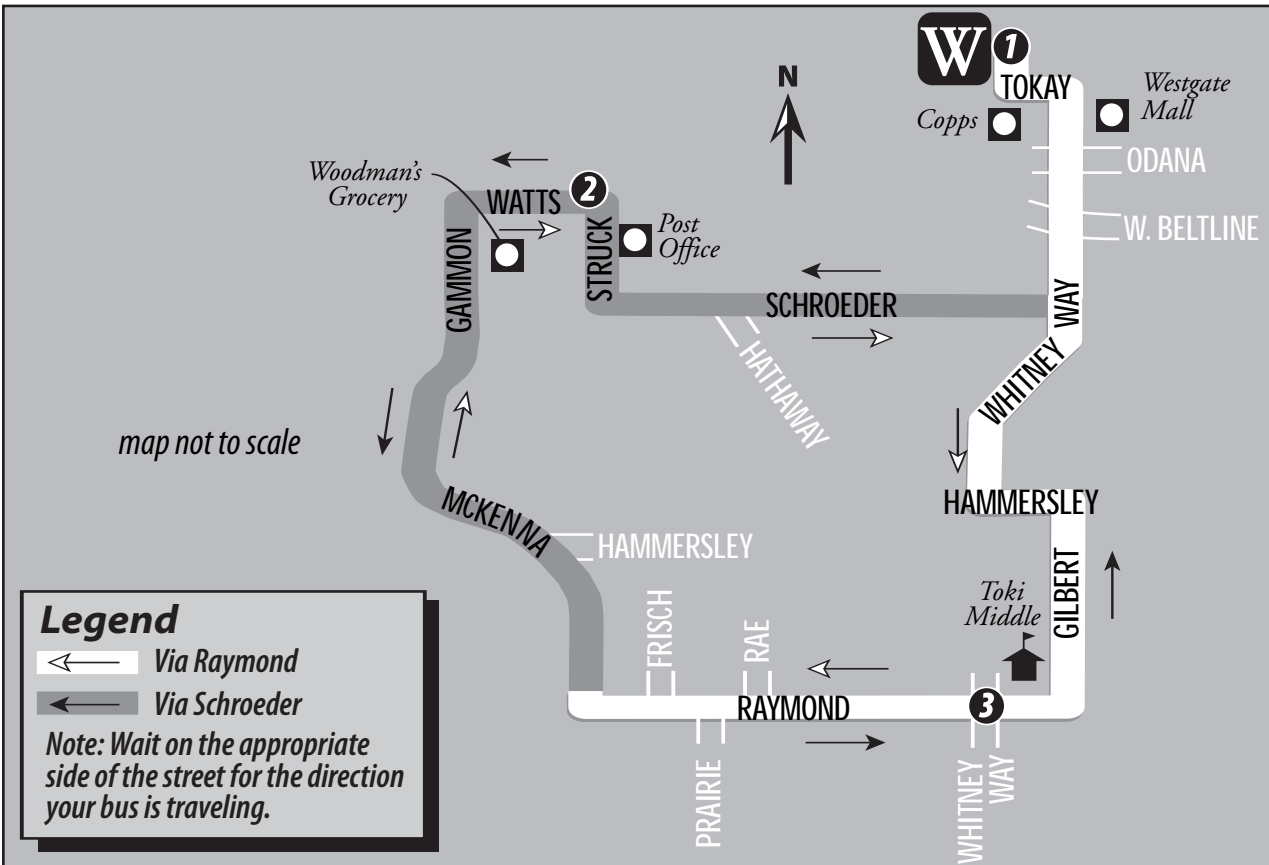 W
1
TOKAY
Copps
Westgate
Mall
N
ODANA
W. BELTLINE
Woodman's
Grocery
WATTS
2
Post
Office
STRUCK
GAMMON
SCHROEDER
WHITNEY WAY
HATHAWAY
map not to scale
MCKENNA
HAMMERSLEY
HAMMERSLEY
GILBERT
Toki
Middle
FRISCH
RAE
RAYMOND
3
PRAIRIE
WHITNEY
WAY
Legend
Via Raymond
Via Schroeder
Note: Wait on the appropriate
side of the street for the direction
your bus is traveling.